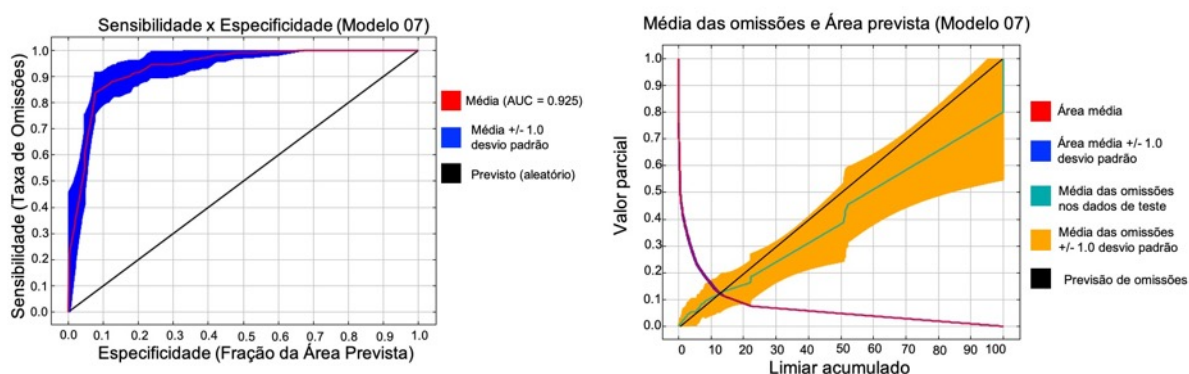 Sensibilidade x Especificidade (Modelo 07)
Sensibilidade (Taxa de Omissões)
1.0
0.9
0.8
0.7
0.6
0.5
0.4
0.3
0.2
0.1
0.0
0.0 0.1 0.2 0.3 0.4 0.5 0.6 0.7 0.8 0.9 1.0
Especificidade (Fração da Área Prevista)
Média (AUC = 0.925)
Média +/- 1.0
desvio padrão
Previsto (aleatório)
Média das omissões e Área prevista (Modelo 07)
Valor parcial
1.0
0.9
0.8
0.7
0.6
0.5
0.4
0.3
0.2
0.1
0.0
0 10 20 30 40 50 60 70 80 90 100
Limiar acumulado
Área média
Área média +/- 1.0
desvio padrão
Média das omissões
nos dados de teste
Média das omissões
+/- 1.0 desvio padrão
Previsão de omissões